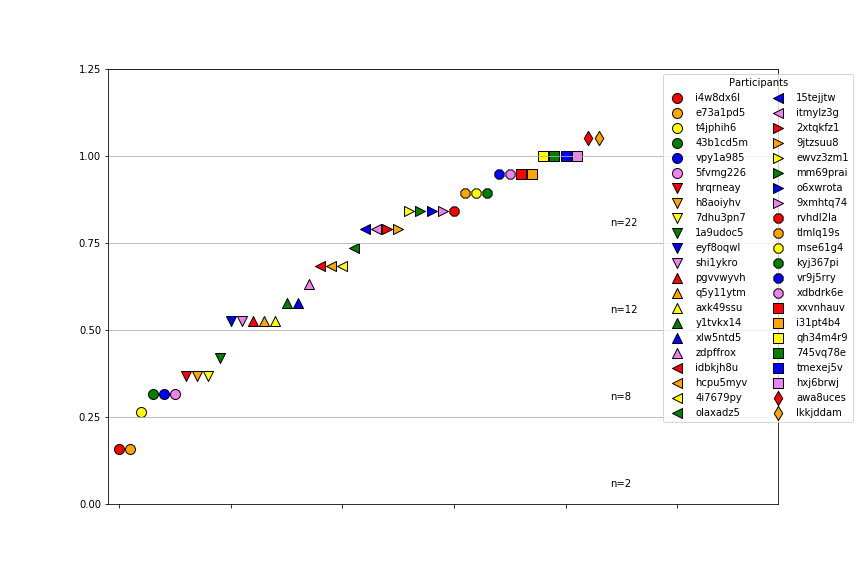 1.25
1.00
0.75
0.50
0.25
0.00
n=22
n=12
n=8
n=2
Participants
i4w8dx6l
e73a1pd5
t4jphih6
43b1cd5m
vpy1a985
5fvmg226
hrqrneay
h8aoiyhv
7dhu3pn7
1a9udoc5
eyf8oqwl
shi1ykro
pgvvwyvh
q5y11ytm
axk49ssu
y1tvkx14
xlw5ntd5
zdpffrox
idbkjh8u
hcpu5myv
4i7679py
olaxadz5
15tejjtw
itmylz3g
2xtqkfz1
9jtzsuu8
ewvz3zm1
mm69prai
o6xwrota
9xmhtq74
rvhdl2la
tlmlq19s
rnse61g4
kyj367pi
vr9j5rry
xdbdrk6e
xxvnhauv
i31pt4b4
qh34m4r9
745vq78e
tmexej5v
hxj6brwj
awa8uces
lkkjddam